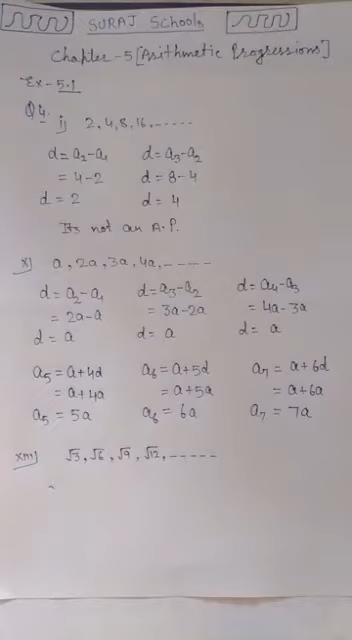 SURAJ Schools
Chapter - 5 [Arithmetic Progressions]
Ex - 5.1
Q4.
i) 2, 4, 8, 16, -----
d = a₂ - a₁ d = a₃ - a₂
= 4 - 2 d = 8 - 4
d = 2 d = 4
Its not an A.P.
x) a, 2a, 3a, 4a, -----
d = a₂ - a₁ d = a₃ - a₂ d = a₄ - a₃
= 2a - a = 3a - 2a = 4a - 3a
d = a d = a d = a
a₅ = a + 4d a₆ = a + 5d a₇ = a + 6d
= a + 4a = a + 5a = a + 6a
a₅ = 5a a₆ = 6a a₇ = 7a
xiii) √3, √6, √9, √12, -----